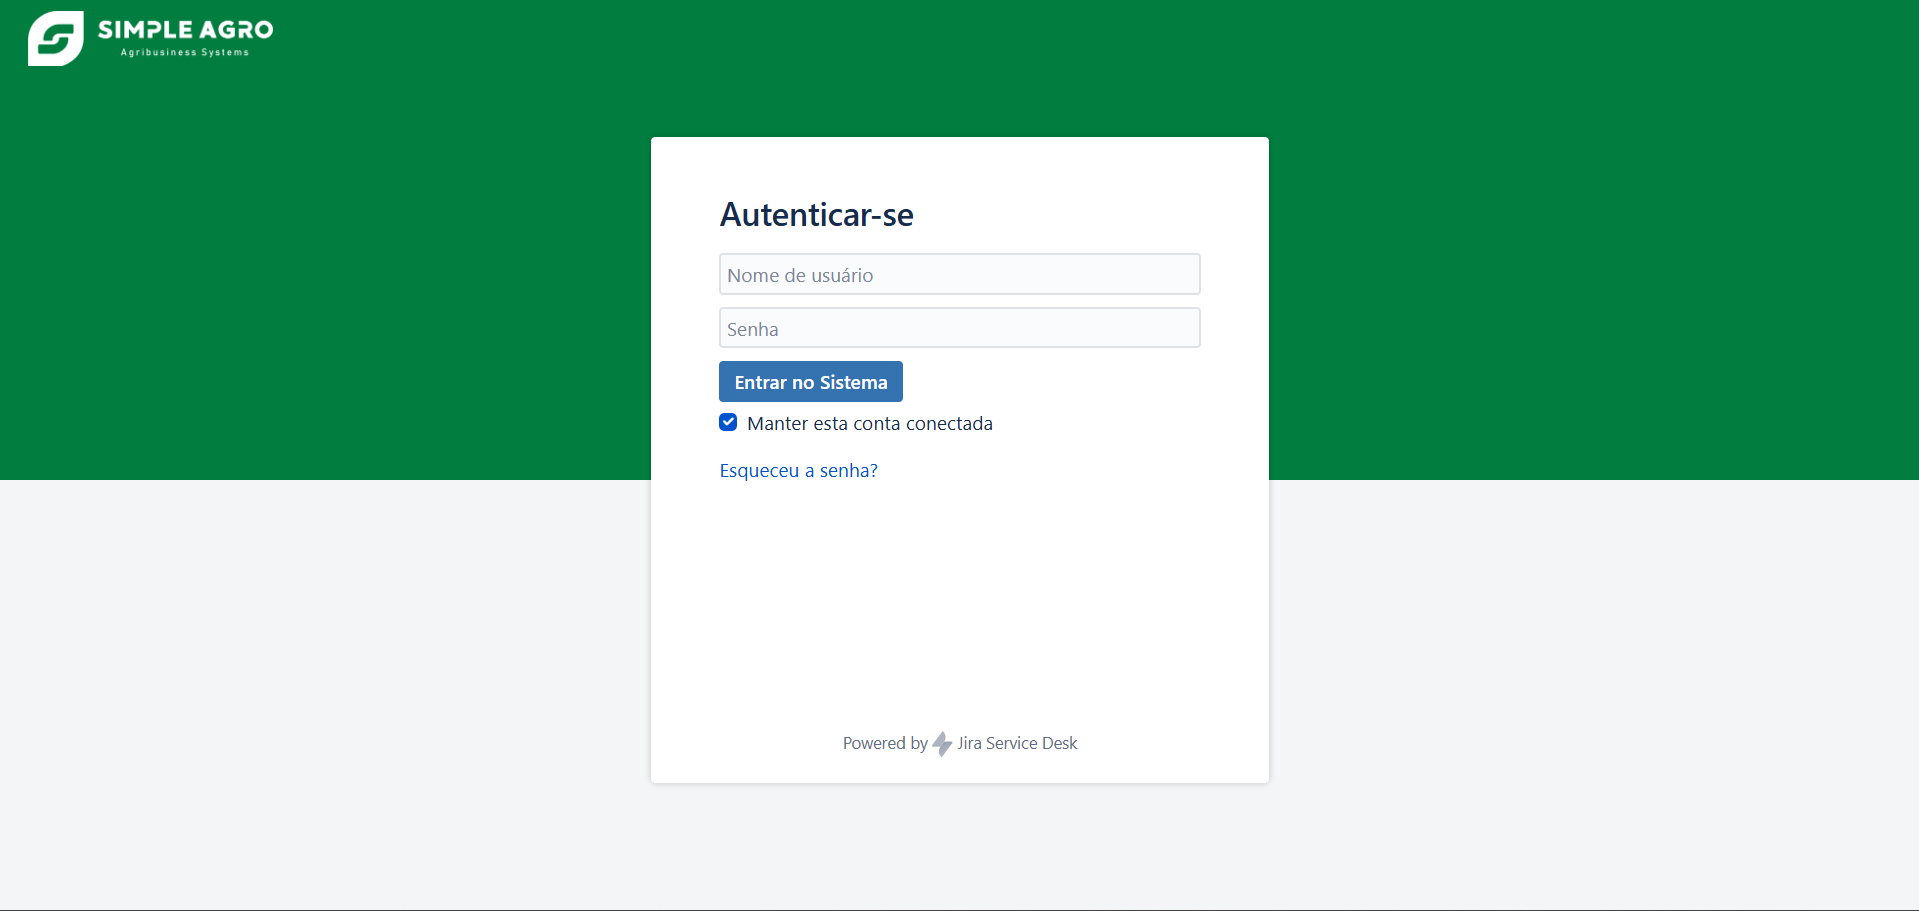 SIMPLE AGRO
Agribusiness Systems
Autenticar-se
Nome de usuário
Senha
Entrar no Sistema
Manter esta conta conectada
Esqueceu a senha?
Powered by Jira Service Desk